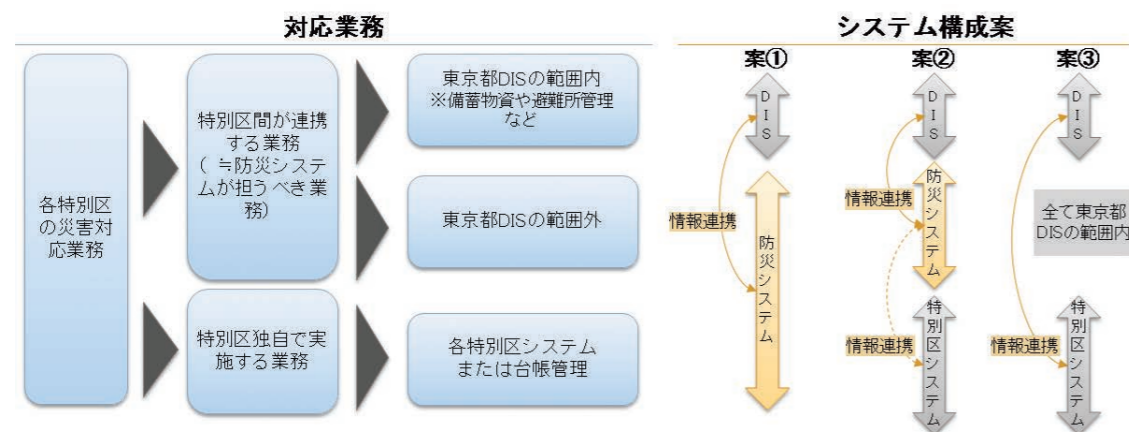 対応業務
各特別区
の災害対
応業務
特別区間が連携
する業務
( ≒防災システ
ムが担うべき業
務)
特別区独自で実
施する業務
東京都DISの範囲内
※備蓄物資や避難所管理
など
東京都DISの範囲外
各特別区システム
または台帳管理
システム構成案
案①
DIS
情報連携
防災システム
案②
DIS
情報連携
防災システム
情報連携
特別区システム
案③
DIS
全て東京都
DISの範囲内
情報連携
特別区システム